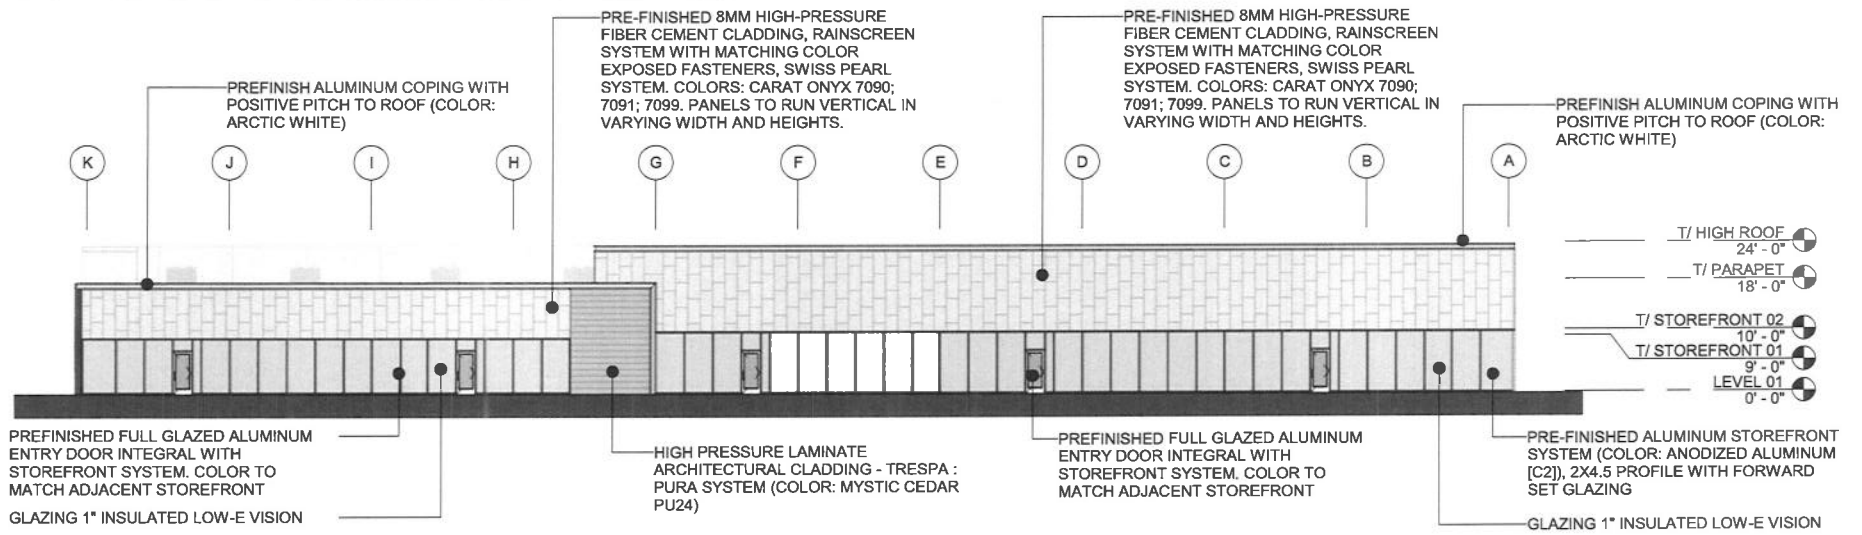 PRE-FINISHED 8MM HIGH-PRESSURE
FIBER CEMENT CLADDING, RAINSCREEN
SYSTEM WITH MATCHING COLOR
EXPOSED FASTENERS, SWISS PEARL
SYSTEM. COLORS: CARAT ONYX 7090;
7091; 7099. PANELS TO RUN VERTICAL IN
VARYING WIDTH AND HEIGHTS.
PRE-FINISHED 8MM HIGH-PRESSURE
FIBER CEMENT CLADDING, RAINSCREEN
SYSTEM WITH MATCHING COLOR
EXPOSED FASTENERS, SWISS PEARL
SYSTEM. COLORS: CARAT ONYX 7090;
7091; 7099. PANELS TO RUN VERTICAL IN
VARYING WIDTH AND HEIGHTS.
PREFINISH ALUMINUM COPING WITH
POSITIVE PITCH TO ROOF (COLOR:
ARCTIC WHITE)
PREFINISH ALUMINUM COPING WITH
POSITIVE PITCH TO ROOF (COLOR:
ARCTIC WHITE)
K
J
I
H
G
F
E
D
C
B
A
T/ HIGH ROOF
24' - 0"
T/ PARAPET
18' - 0"
T/ STOREFRONT 02
10' - 0"
T/ STOREFRONT 01
9' - 0"
LEVEL 01
0' - 0"
PREFINISHED FULL GLAZED ALUMINUM
ENTRY DOOR INTEGRAL WITH
STOREFRONT SYSTEM. COLOR TO
MATCH ADJACENT STOREFRONT
GLAZING 1" INSULATED LOW-E VISION
HIGH PRESSURE LAMINATE
ARCHITECTURAL CLADDING - TRESPA :
PURA SYSTEM (COLOR: MYSTIC CEDAR
PU24)
PREFINISHED FULL GLAZED ALUMINUM
ENTRY DOOR INTEGRAL WITH
STOREFRONT SYSTEM. COLOR TO
MATCH ADJACENT STOREFRONT
PRE-FINISHED ALUMINUM STOREFRONT
SYSTEM (COLOR: ANODIZED ALUMINUM
[C2]), 2X4.5 PROFILE WITH FORWARD
SET GLAZING
GLAZING 1" INSULATED LOW-E VISION